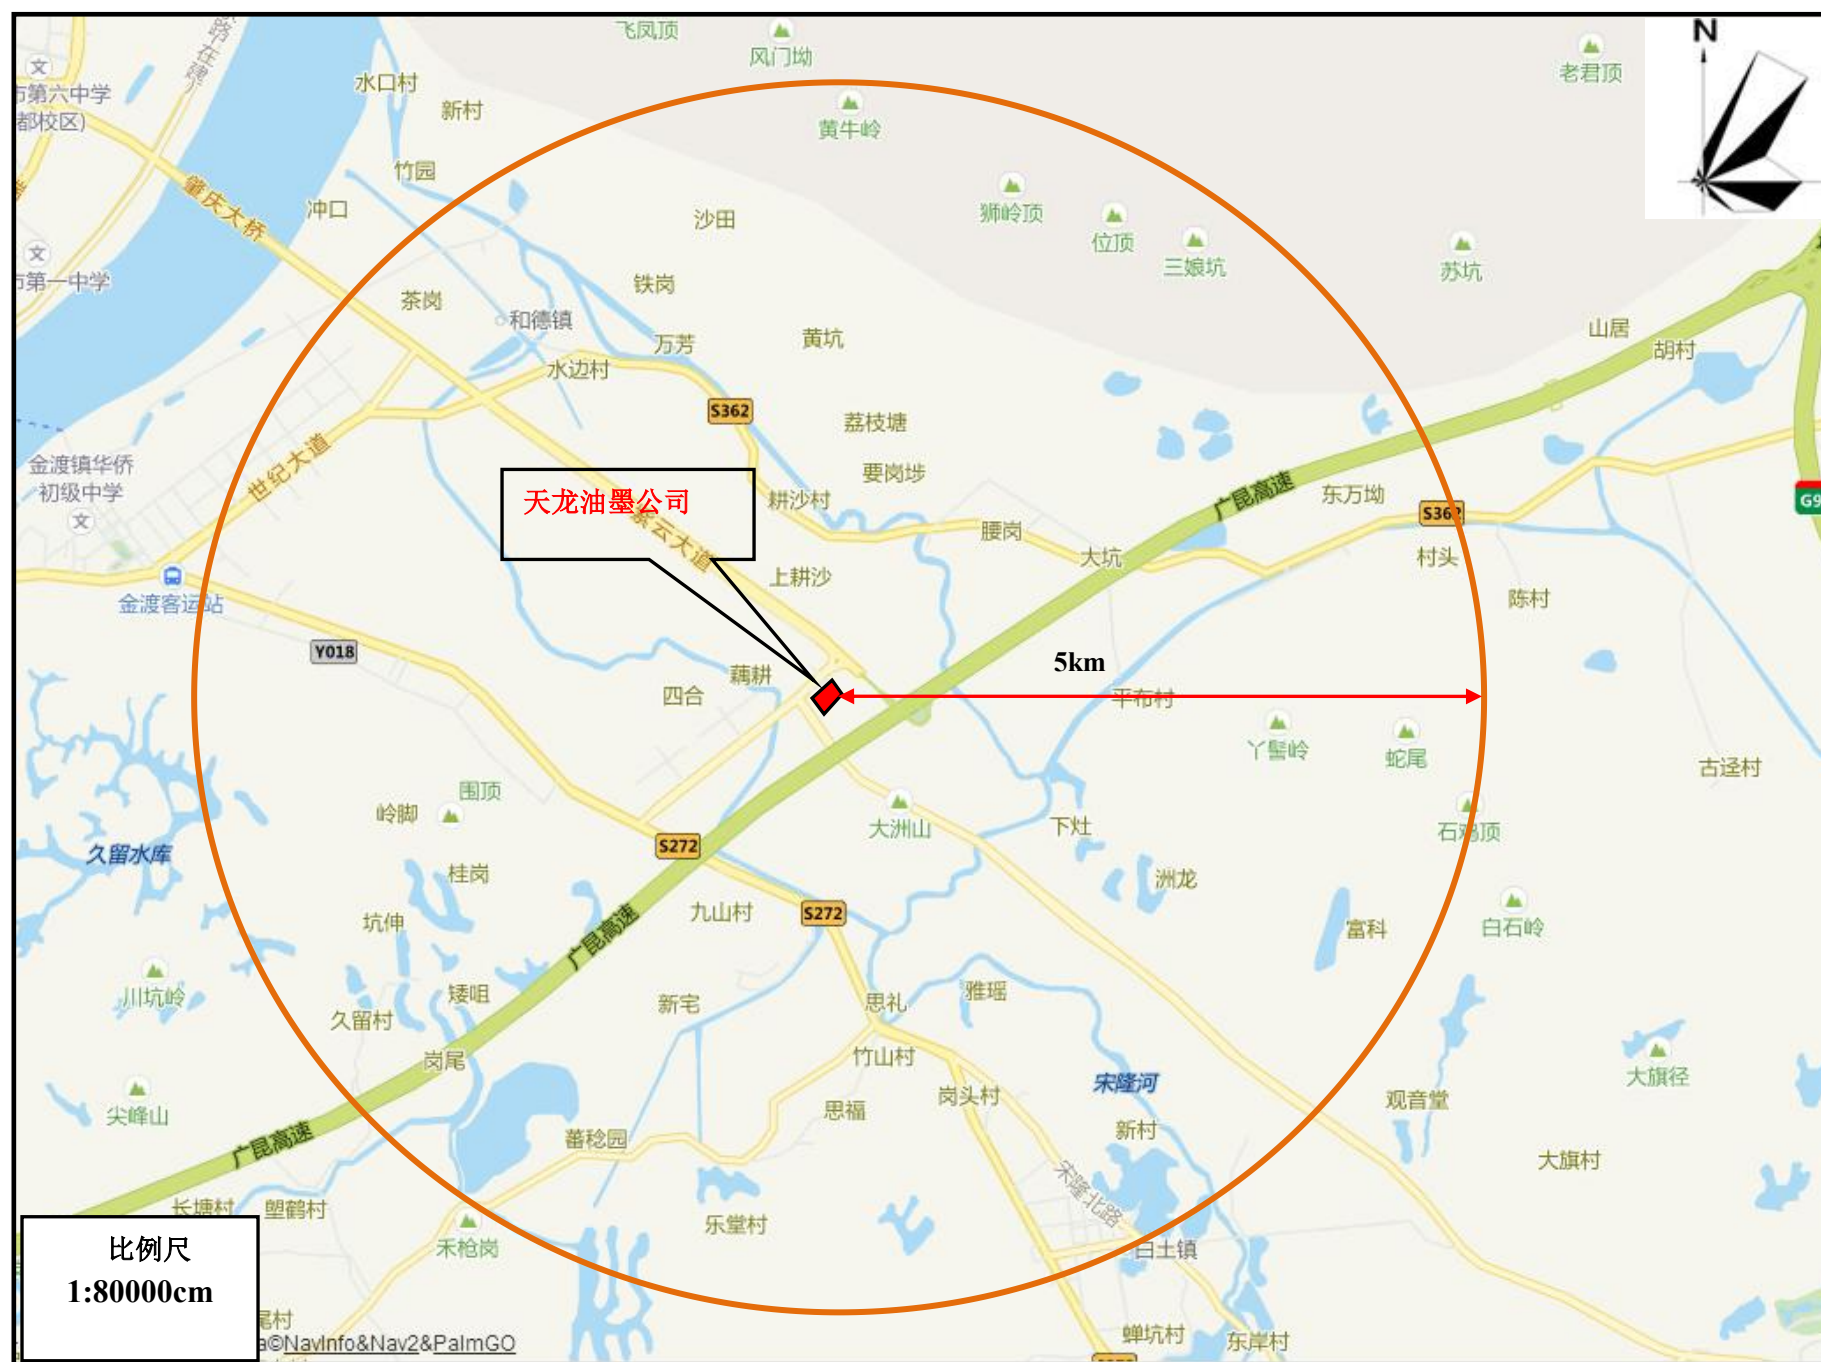 飞凤顶
风门坳
N
老君顶
水口村
新村
市第六中学
都校区)
路(在建)
黄牛岭
竹园
肇庆大桥
冲口
沙田
狮岭顶
位顶
三娘坑
苏坑
市第一中学
铁岗
茶岗
和德镇
万芳
黄坑
山居
胡村
水边村
S362
荔枝塘
世纪大道
金渡镇华侨
初级中学
要岗埗
天龙油墨公司
耕沙村
广昆高速
东万坳
G9
S362
紫云大道
腰岗
大坑
村头
上耕沙
金渡客运站
陈村
Y018
5km
藕耕
四合
平布村
丫髻岭
蛇尾
古迳村
围顶
岭脚
大洲山
下灶
石鸡顶
久留水库
S272
桂岗
洲龙
九山村
S272
坑伸
富科
白石岭
广昆高速
川坑岭
矮咀
新宅
思礼
雅瑶
久留村
岗尾
竹山村
宋隆河
大旗径
岗头村
观音堂
尖峰山
思福
新村
广昆高速
蕃稔园
大旗村
宋隆北路
长塘村
塱鹤村
乐堂村
禾枪岗
白土镇
比例尺
1:80000cm
尾村
蝉坑村
东岸村
a©NavInfo&Nav2&PalmGO